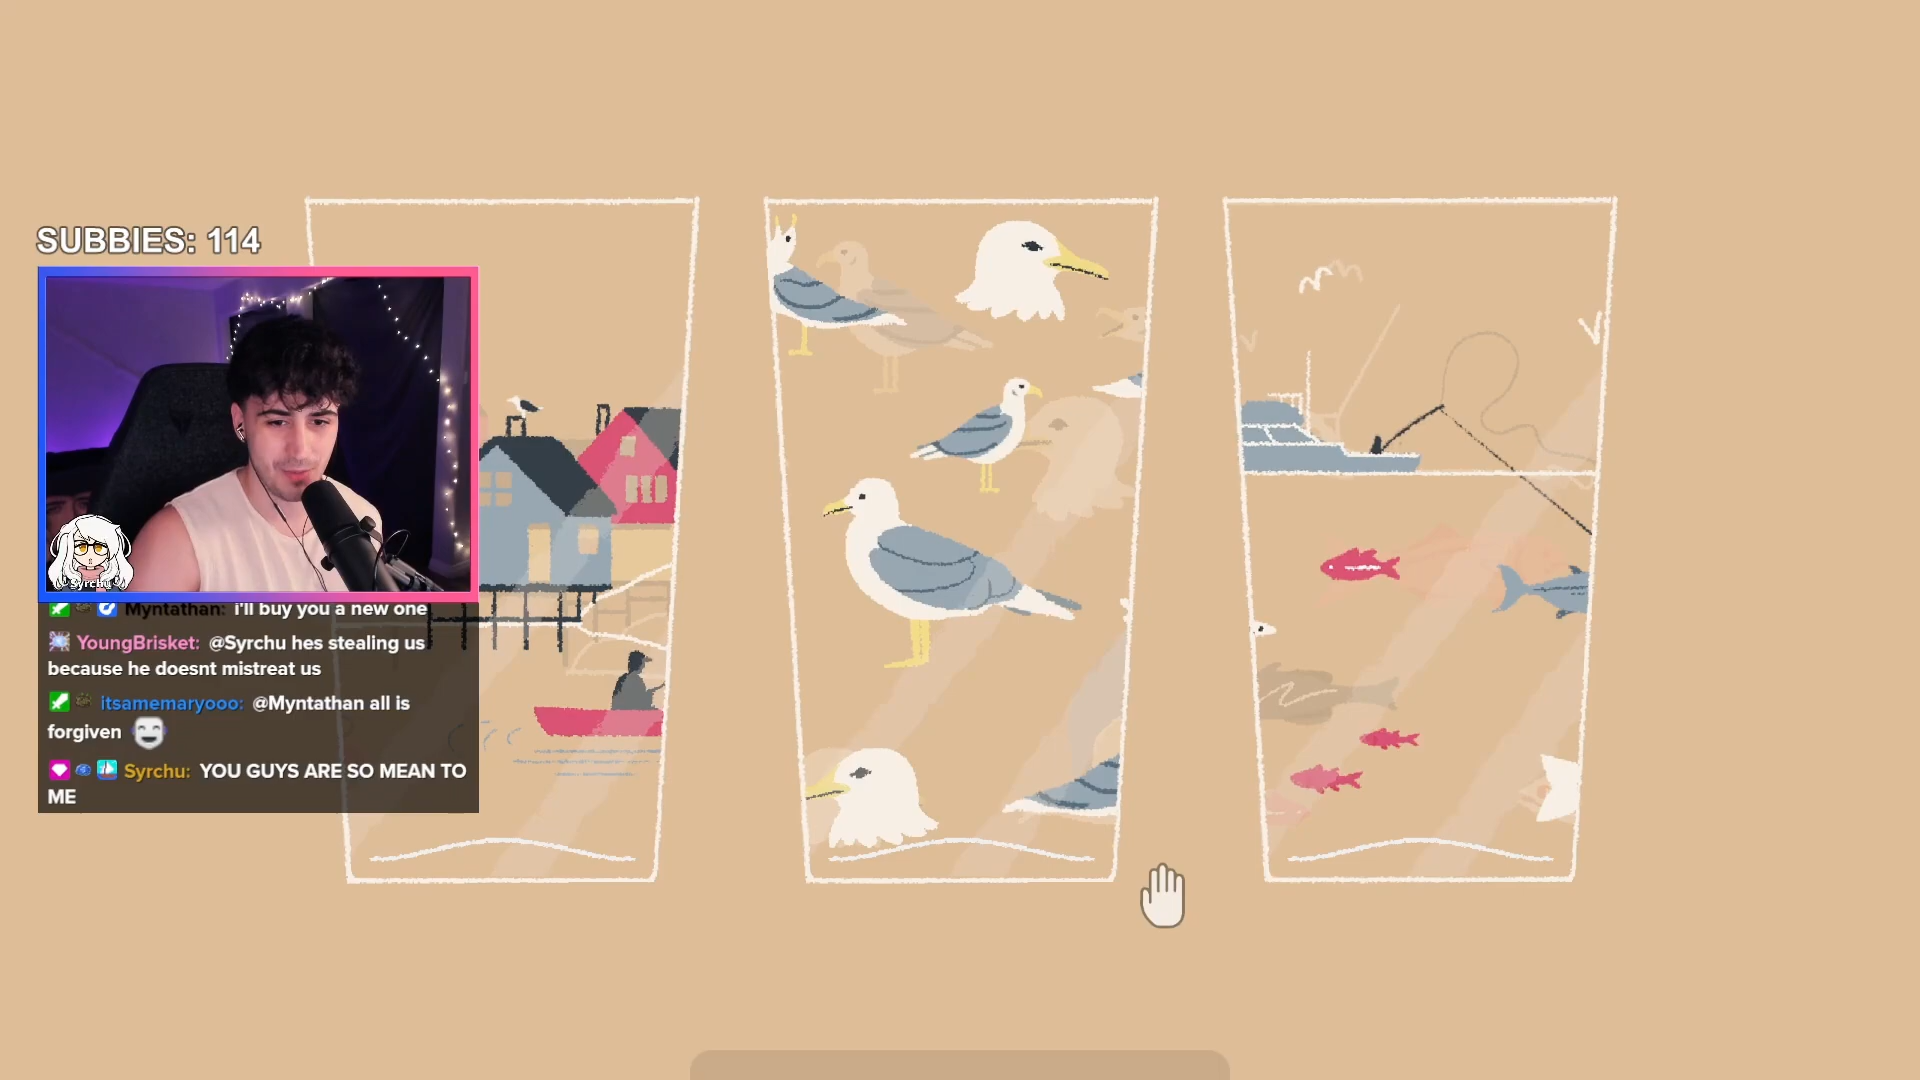 SUBBIES: 114
Syrchu
Myntathan: i'll buy you a new one
YoungBrisket: @Syrchu hes stealing us
because he doesnt mistreat us
itsamemaryooo: @Myntathan all is
forgiven
Syrchu: YOU GUYS ARE SO MEAN TO
ME